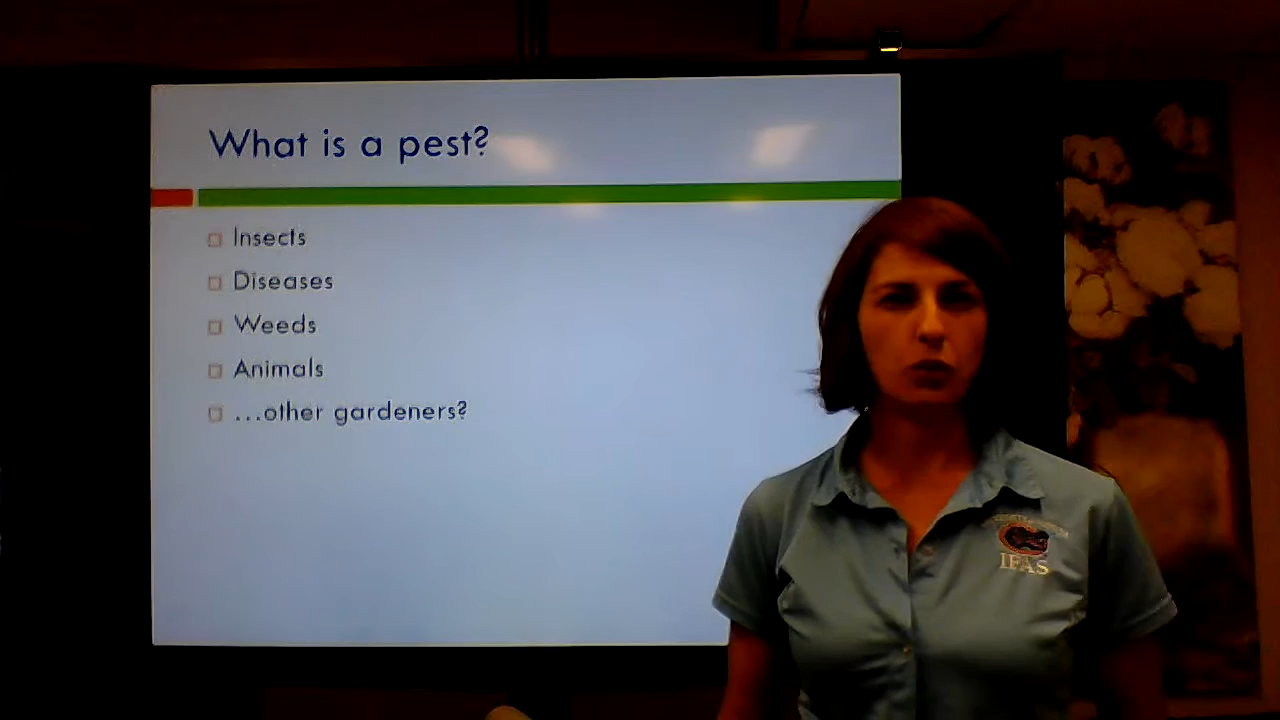 What is a pest?
Insects
Diseases
Weeds
Animals
...other gardeners?
IFAS